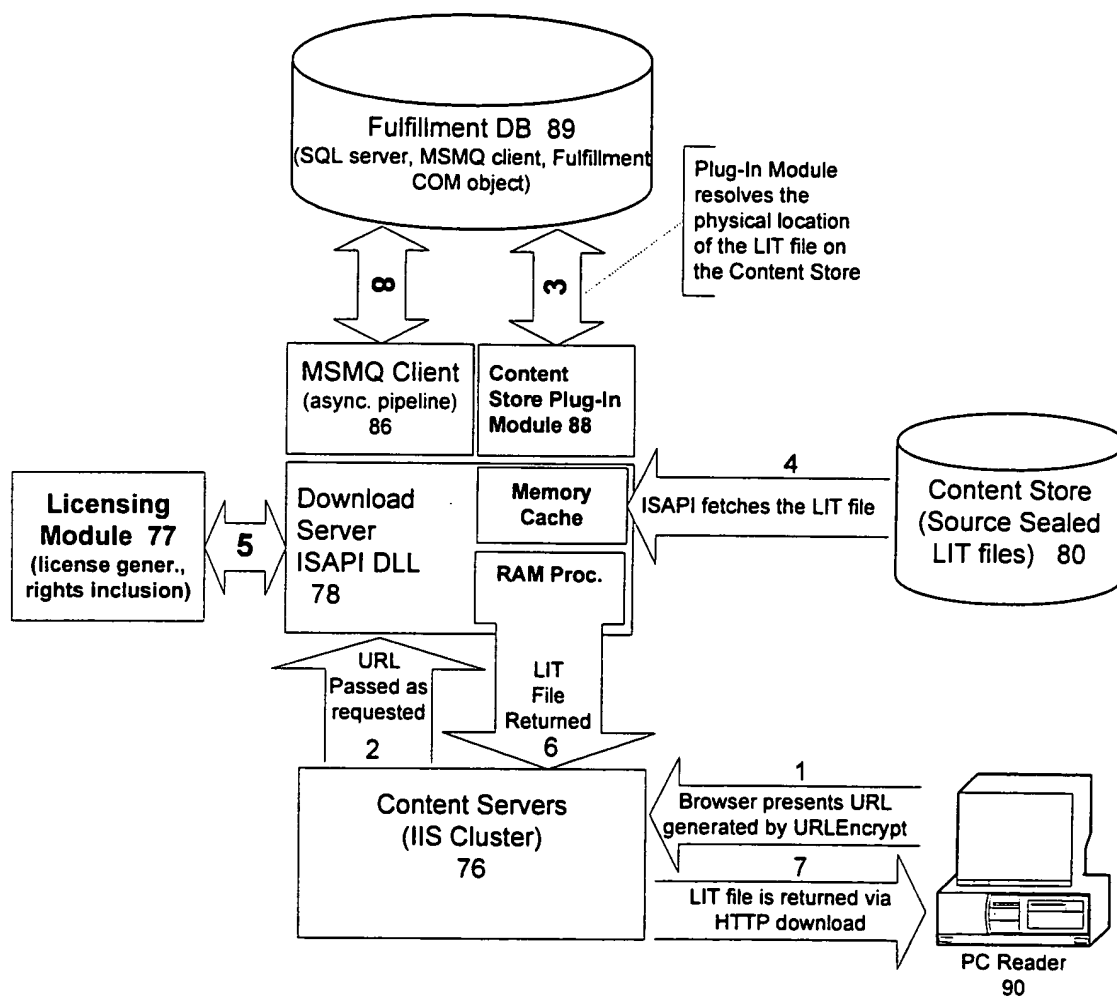 Fulfillment DB 89
(SQL server, MSMQ client, Fulfillment
COM object)
Plug-In Module
resolves the
physical location
of the LIT file on
the Content Store
8
3
MSMQ Client
(async. pipeline)
86
Content
Store Plug-In
Module 88
Licensing
Module 77
(license gener.,
rights inclusion)
5
Download
Server
ISAPI DLL
78
Memory
Cache
RAM Proc.
4
ISAPI fetches the LIT file
Content Store
(Source Sealed
LIT files) 80
URL
Passed as
requested
2
LIT
File
Returned
6
Content Servers
(IIS Cluster)
76
1
Browser presents URL
generated by URLEncrypt
7
LIT file is returned via
HTTP download
PC Reader
90